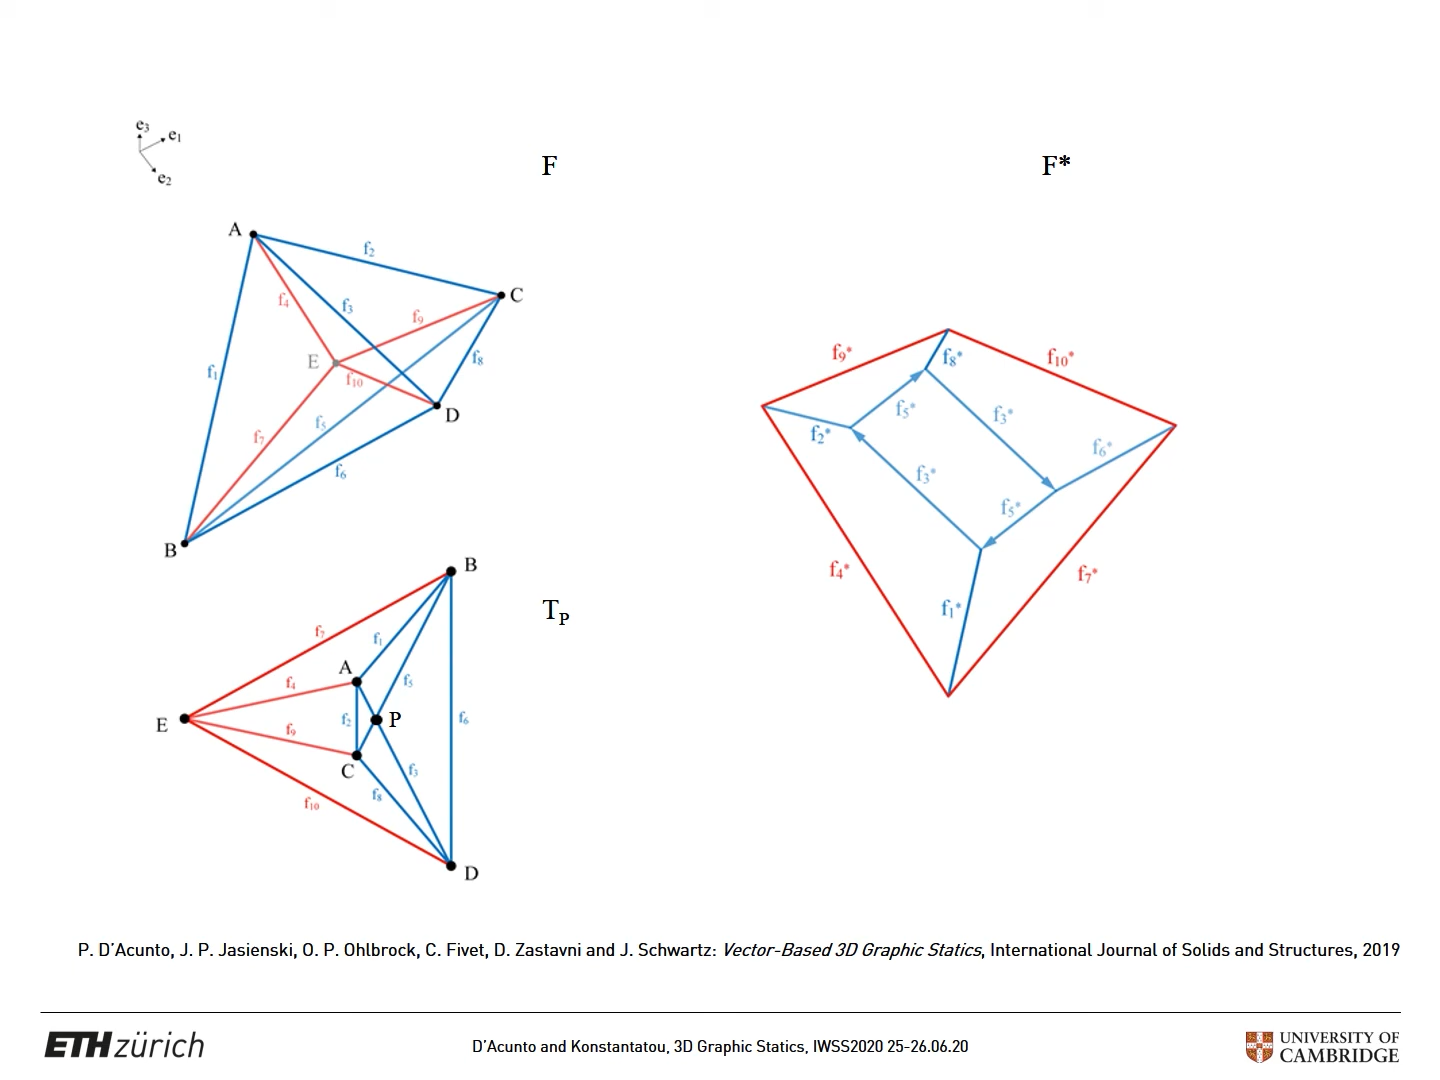 e3
e1
e2
F
F*
A
f2
C
f4
f3
f9
E
f10
f8
f1
D
f7
f5
f6
B
f9*
f8*
f10*
f5*
f3*
f2*
f6*
f3*
f5*
f4*
f7*
f1*
B
TP
f7
f1
A
f4
f5
E
f9
f2
P
f6
C
f3
f8
f10
D
P. D'Acunto, J. P. Jasienski, O. P. Ohlbrock, C. Fivet, D. Zastavni and J. Schwartz: Vector-Based 3D Graphic Statics, International Journal of Solids and Structures, 2019
ETH zürich
D'Acunto and Konstantatou, 3D Graphic Statics, IWSS2020 25-26.06.20
UNIVERSITY OF
CAMBRIDGE